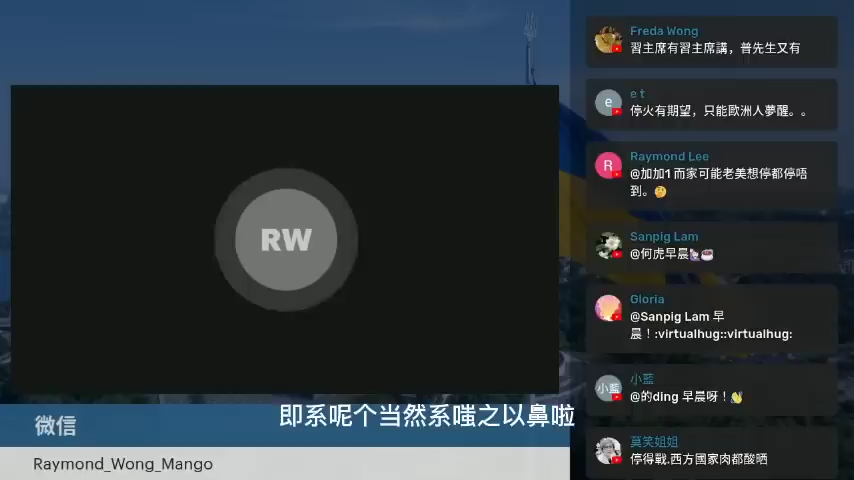 RW
即系呢个当然系嗤之以鼻啦
微信
Raymond_Wong_Mango
Freda Wong
習主席有習主席講，普先生又有
e
e t
停火有期望，只能歐洲人夢醒。。
R
Raymond Lee
@加加1 而家可能老美想停都停唔
到。🤔
Sanpig Lam
@何虎早晨🙋🏻‍♀️☕
Gloria
@Sanpig Lam 早
晨！:virtualhug::virtualhug:
小藍
小藍
@的ding 早晨呀！👋
莫笑姐姐
停得戰.西方國家肉都酸晒